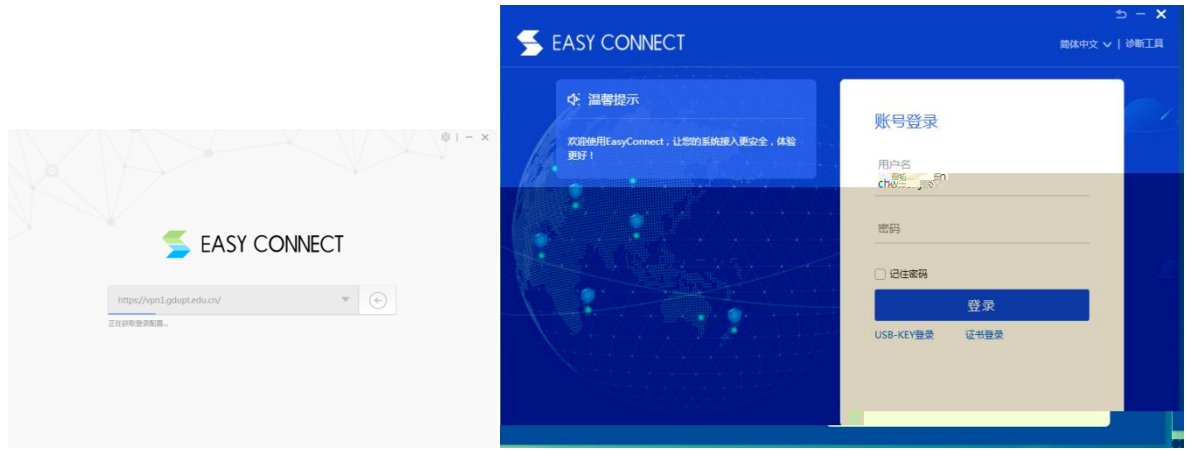 EASY CONNECT
https://vpn1.gdupt.edu.cn/
正在获取登录配置...
EASY CONNECT
简体中文 | 诊断工具
温馨提示
欢迎使用EasyConnect，让您的系统接入更安全，体验
更好！
账号登录
用户名
密码
记住密码
登录
USB-KEY登录 证书登录